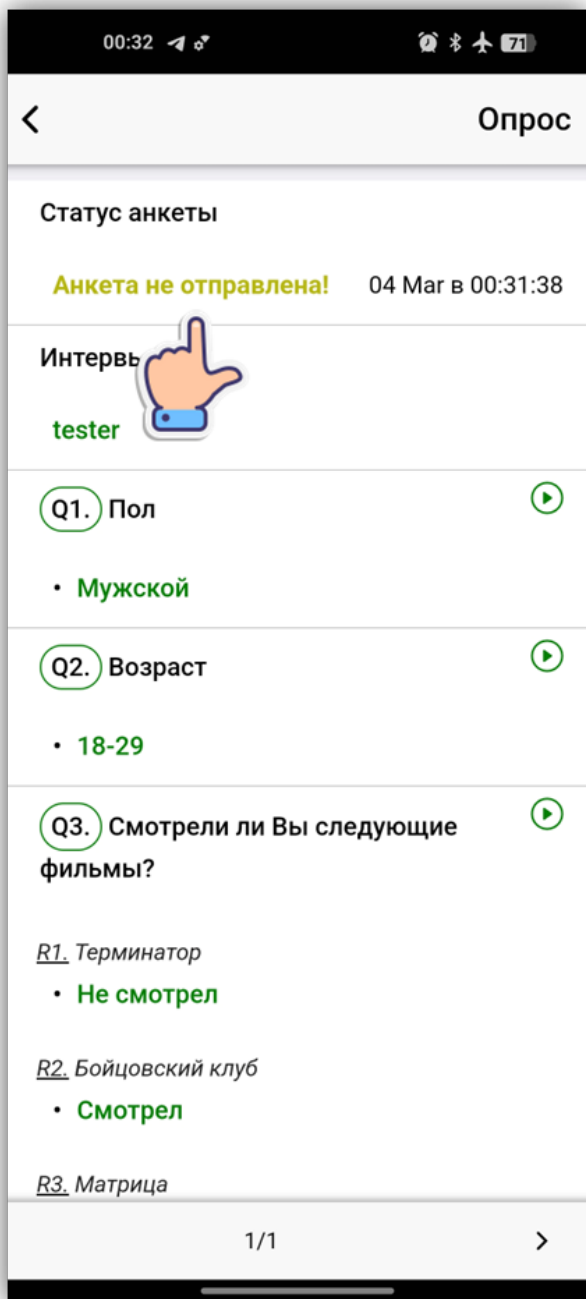 00:32
71
Опрос
Статус анкеты
Анкета не отправлена! 04 Mar в 00:31:38
Интервь
tester
Q1. Пол
• Мужской
Q2. Возраст
• 18-29
Q3. Смотрели ли Вы следующие
фильмы?
R1. Терминатор
• Не смотрел
R2. Бойцовский клуб
• Смотрел
R3. Матрица
1/1